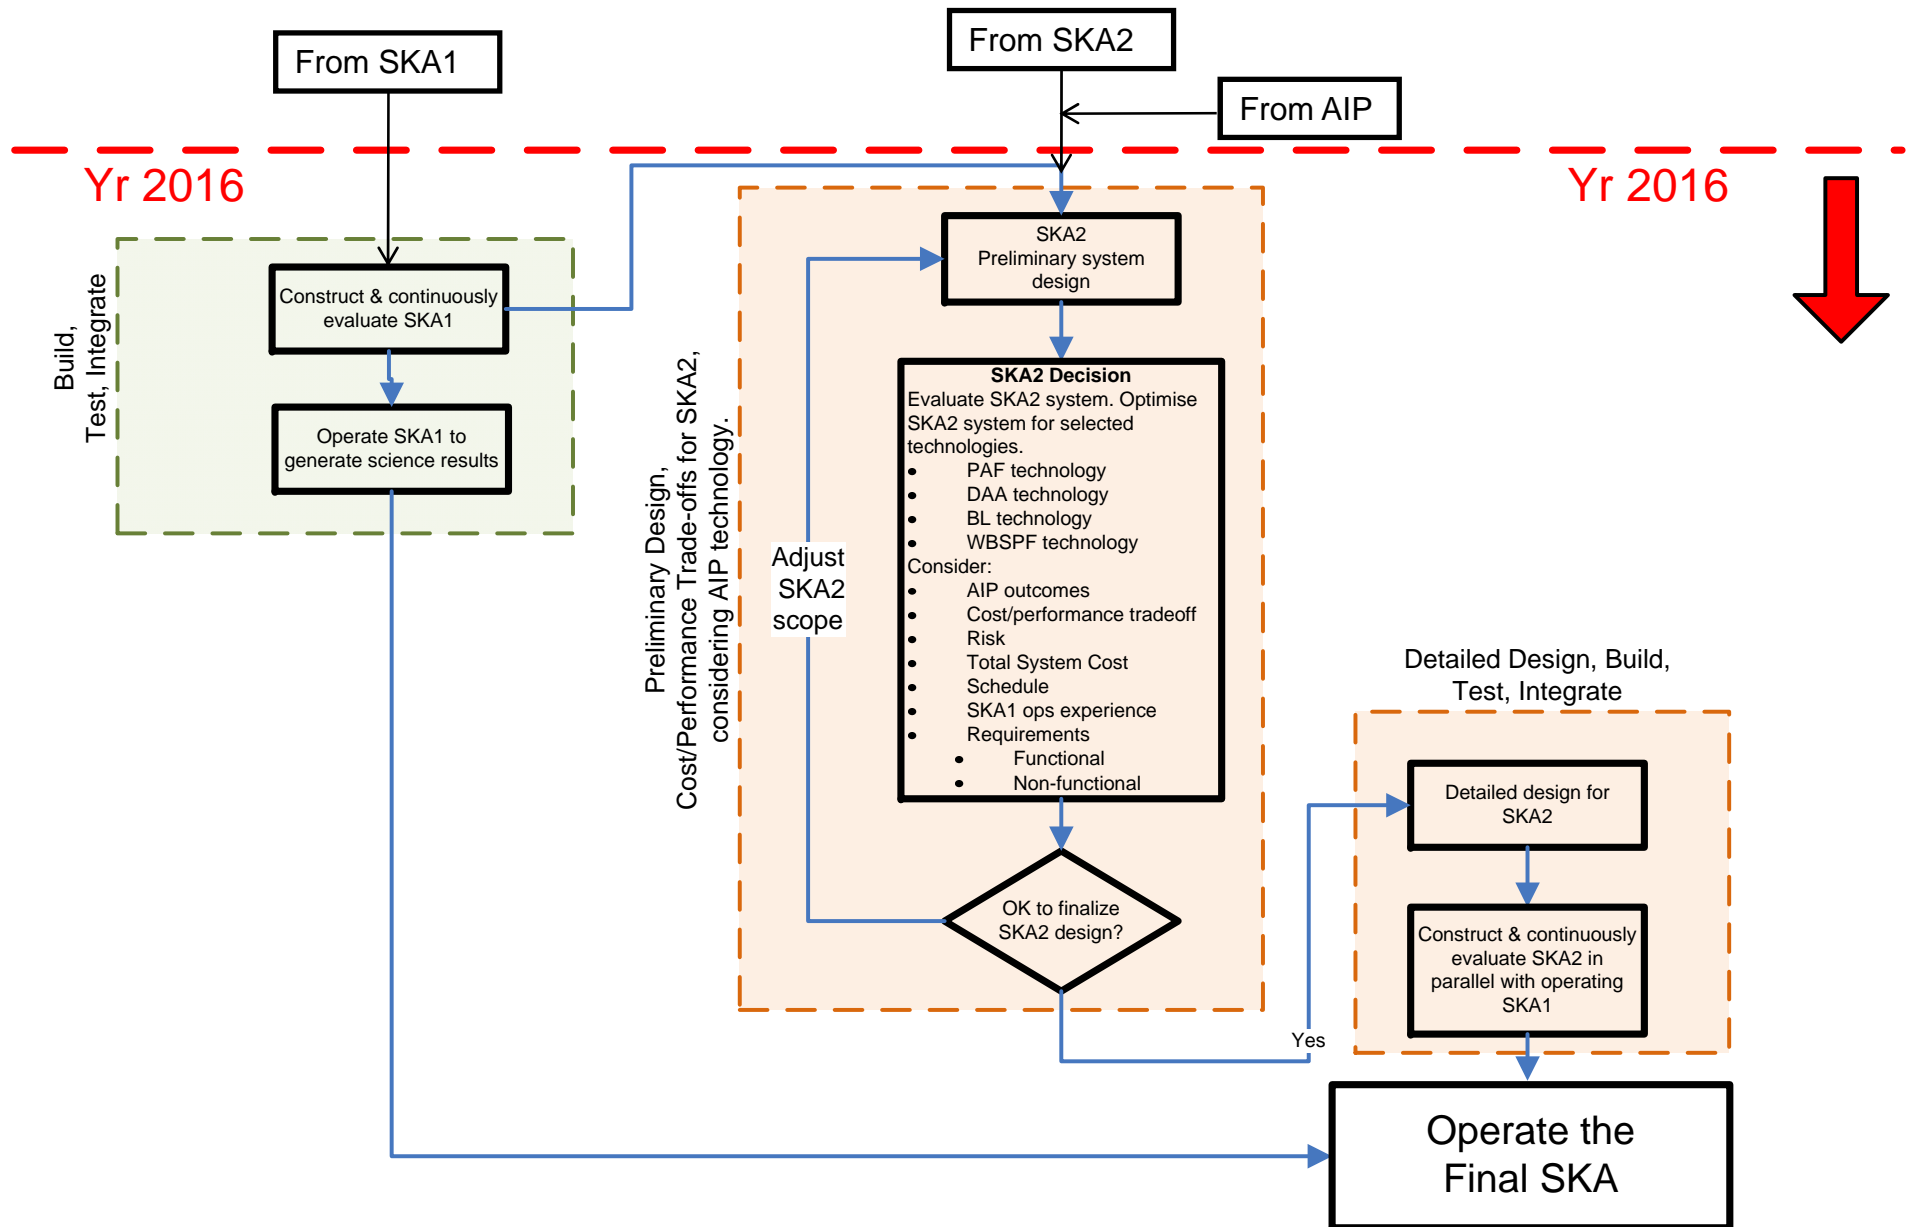 From SKA1
From SKA2
From AIP
Yr 2016
Yr 2016
Build,
Test, Integrate
Construct & continuously
evaluate SKA1
Operate SKA1 to
generate science results
Preliminary Design,
Cost/Performance Trade-offs for SKA2,
considering AIP technology.
Adjust
SKA2
scope
SKA2
Preliminary system
design
SKA2 Decision
Evaluate SKA2 system. Optimise
SKA2 system for selected
technologies.
• PAF technology
• DAA technology
• BL technology
• WBSPF technology
Consider:
• AIP outcomes
• Cost/performance tradeoff
• Risk
• Total System Cost
• Schedule
• SKA1 ops experience
• Requirements
• Functional
• Non-functional
OK to finalize
SKA2 design?
Yes
Detailed Design, Build,
Test, Integrate
Detailed design for
SKA2
Construct & continuously
evaluate SKA2 in
parallel with operating
SKA1
Operate the
Final SKA